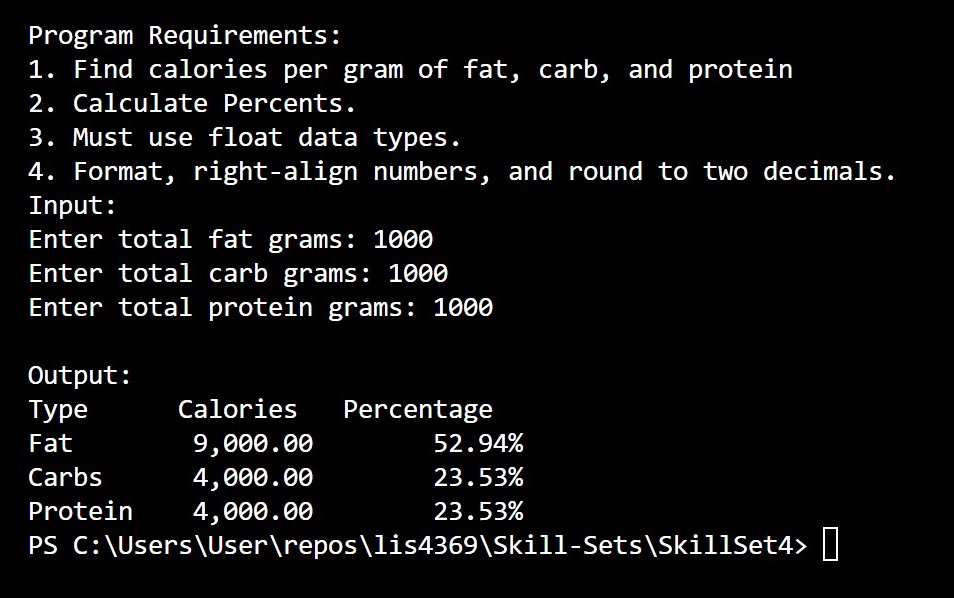 Program Requirements:
1. Find calories per gram of fat, carb, and protein
2. Calculate Percents.
3. Must use float data types.
4. Format, right-align numbers, and round to two decimals.
Input:
Enter total fat grams: 1000
Enter total carb grams: 1000
Enter total protein grams: 1000

Output:
Type      Calories   Percentage
Fat        9,000.00        52.94%
Carbs      4,000.00        23.53%
Protein    4,000.00        23.53%
PS C:\Users\User\repos\lis4369\Skill-Sets\SkillSet4>